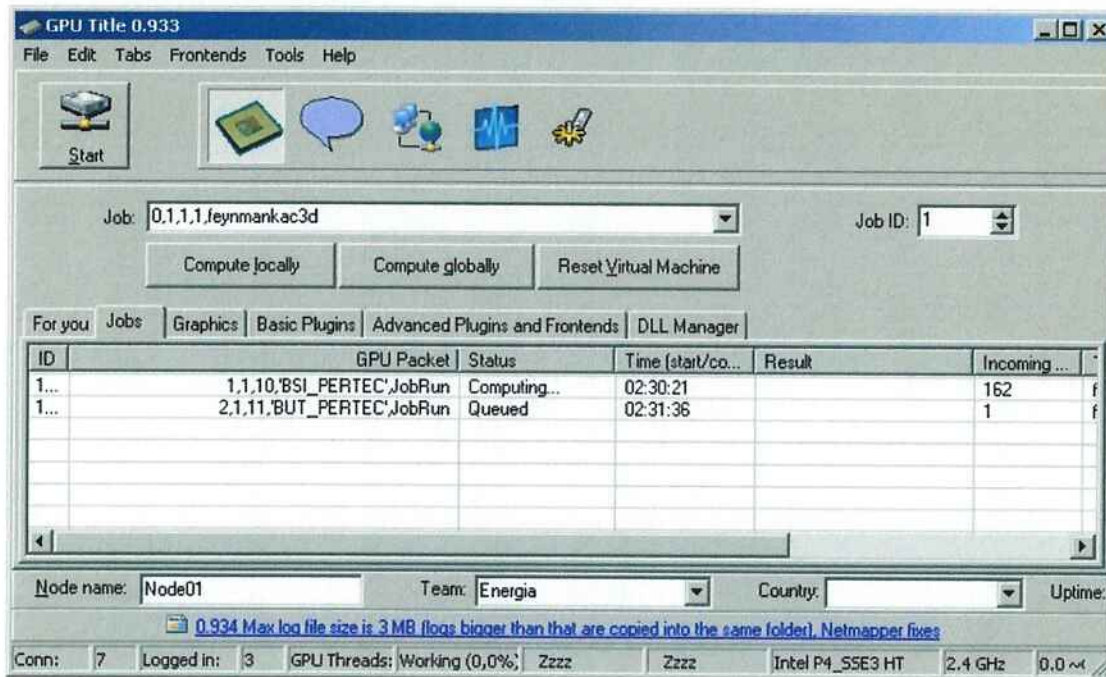 GPU Title 0.933
File Edit Tabs Frontends Tools Help
Start
Job: 0,1,1,1,feynmankac3d Job ID: 1
Compute locally Compute globally Reset Virtual Machine
For you Jobs Graphics Basic Plugins Advanced Plugins and Frontends DLL Manager
ID GPU Packet Status Time (start/co... Result Incoming ...
1... 1,1,10,'BSI_PERTEC',JobRun Computing... 02:30:21 162 f
1... 2,1,11,'BUT_PERTEC',JobRun Queued 02:31:36 1 f
Node name: Node01 Team: Energia Country: Uptime:
0.934 Max log file size is 3 MB (logs bigger than that are copied into the same folder), Netmapper fixes
Conn: 7 Logged in: 3 GPU Threads: Working (0,0%; Zzzz Zzzz Intel P4_SSE3 HT 2.4 GHz 0.0